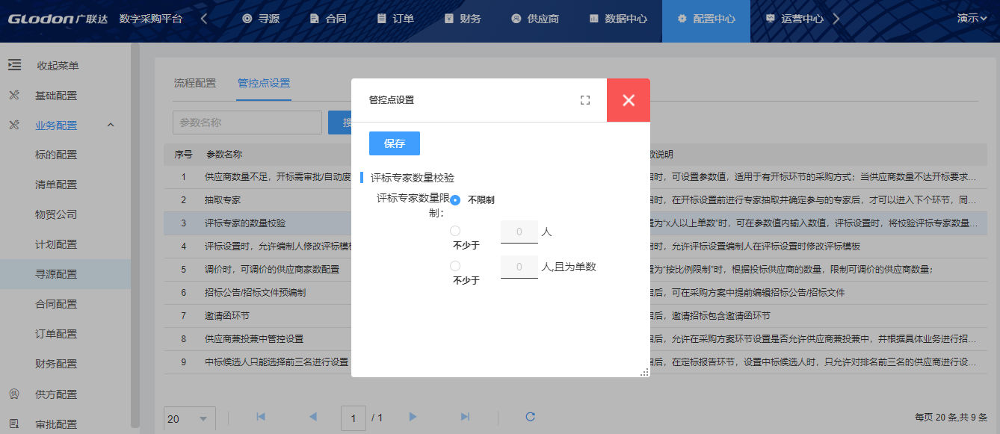 GLODON广联达 数字采购平台 寻源 合同 订单 财务 供应商 数据中心 配置中心 运营中心 演示
收起菜单
基础配置
业务配置
标的配置
清单配置
物贸公司
计划配置
寻源配置
合同配置
订单配置
财务配置
供方配置
审批配置
流程配置 管控点设置
参数名称
序号 参数名称
1 供应商数量不足，开标需审批/自动废 时，可设置参数值，适用于有开标环节的采购方式；当供应商数量不达开标要求...
2 抽取专家 时，在开标设置前进行专家抽取并确定参与的专家后，才可以进入下个环节，同...
3 评标专家的数量校验 置为“x人以上单数”时，可在参数值内输入数值，评标设置时，将校验评标专家数量...
4 评标设置时，允许编制人修改评标模板 时，允许评标设置编制人在评标设置时修改评标模板
5 调价时，可调价的供应商家数配置 置为“按比例限制”时，根据投标供应商的数量，限制可调价的供应商数量；
6 招标公告/招标文件预编制 后，可在采购方案中提前编辑招标公告/招标文件
7 邀请函环节 后，邀请招标包含邀请函环节
8 供应商兼投兼中管控设置 后，允许在采购方案环节设置是否允许供应商兼投兼中，并根据具体业务进行招...
9 中标候选人只能选择前三名进行设置 后，在定标报告环节，设置中标候选人时，只允许对排名前三名的供应商进行设...
20 1 / 1 每页 20 条,共 9 条
管控点设置
保存
评标专家数量校验
评标专家数量限制： 不限制
不少于 0 人
不少于 0 人,且为单数
数说明